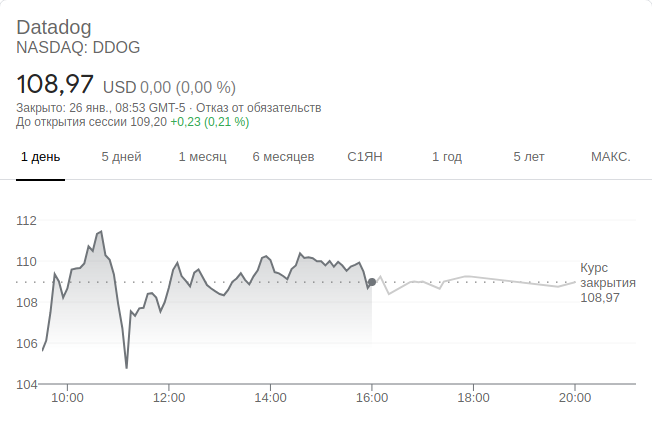 Datadog
NASDAQ: DDOG
108,97 USD 0,00 (0,00 %)
Закрыто: 26 янв., 08:53 GMT-5 · Отказ от обязательств
До открытия сессии 109,20 +0,23 (0,21 %)
1 день 5 дней 1 месяц 6 месяцев С1ЯН 1 год 5 лет МАКС.
112
110
108
106
104
Курс
закрытия
108,97
10:00 12:00 14:00 16:00 18:00 20:00